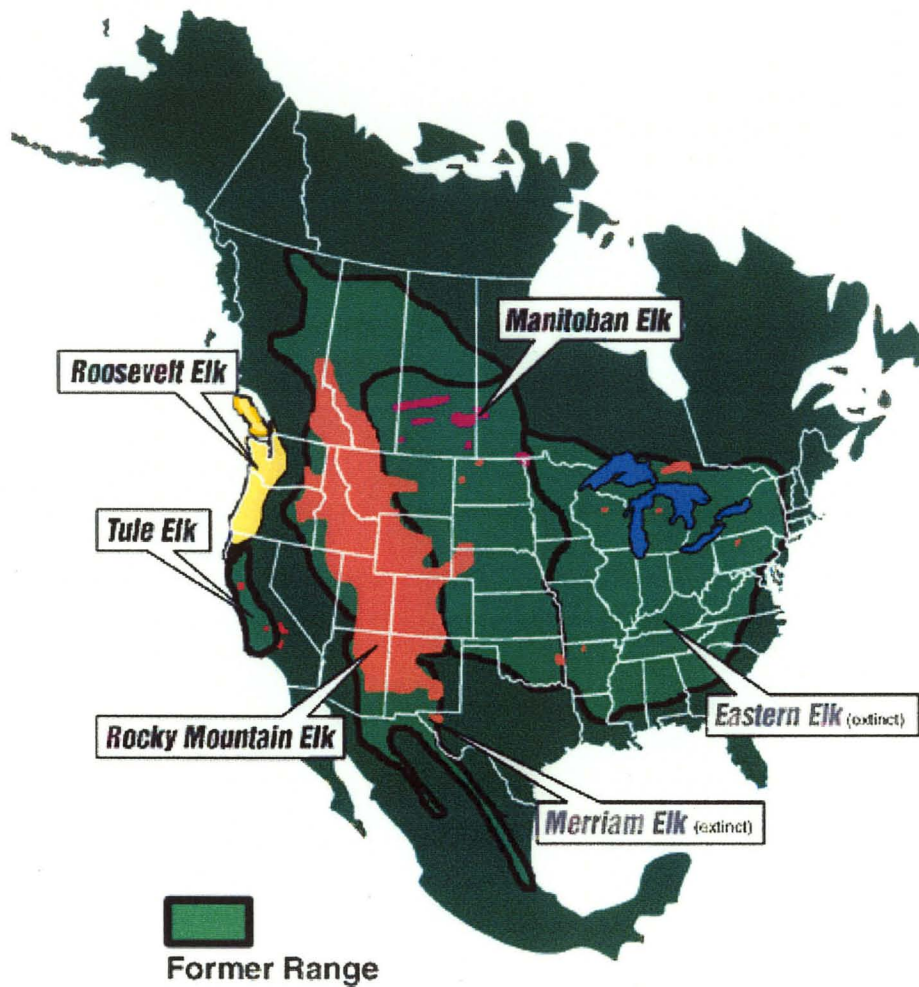 Manitoban Elk
Roosevelt Elk
Tule Elk
Rocky Mountain Elk
Eastern Elk (extinct)
Merriam Elk (extinct)
Former Range